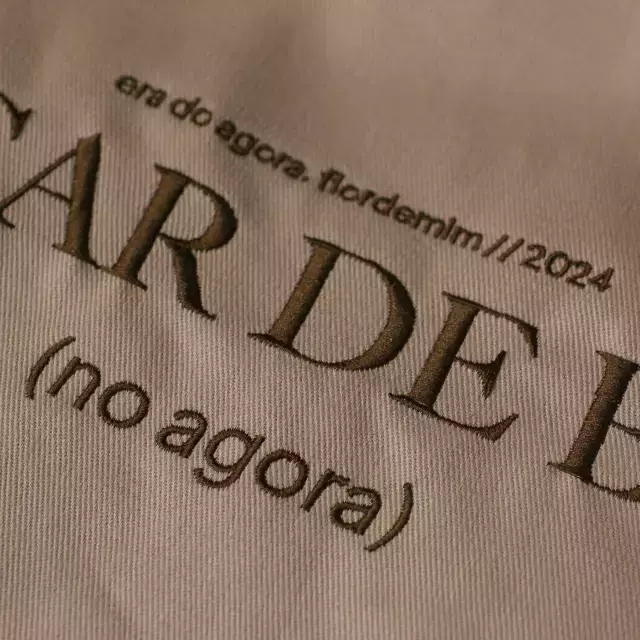 era do agora. flordemim // 2024
AR DE
(no agora)